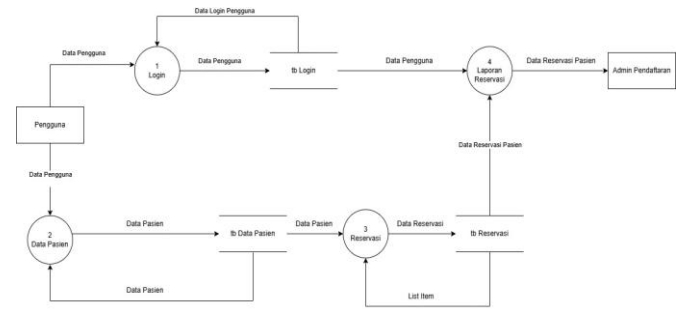 Data Login Pengguna
Data Pengguna
1
Login
Data Pengguna
tb Login
Data Pengguna
4
Laporan
Reservasi
Data Reservasi Pasien
Admin Pendaftaran
Pengguna
Data Reservasi Pasien
Data Pengguna
2
Data Pasien
Data Pasien
tb Data Pasien
Data Pasien
3
Reservasi
Data Reservasi
tb Reservasi
Data Pasien
List Item